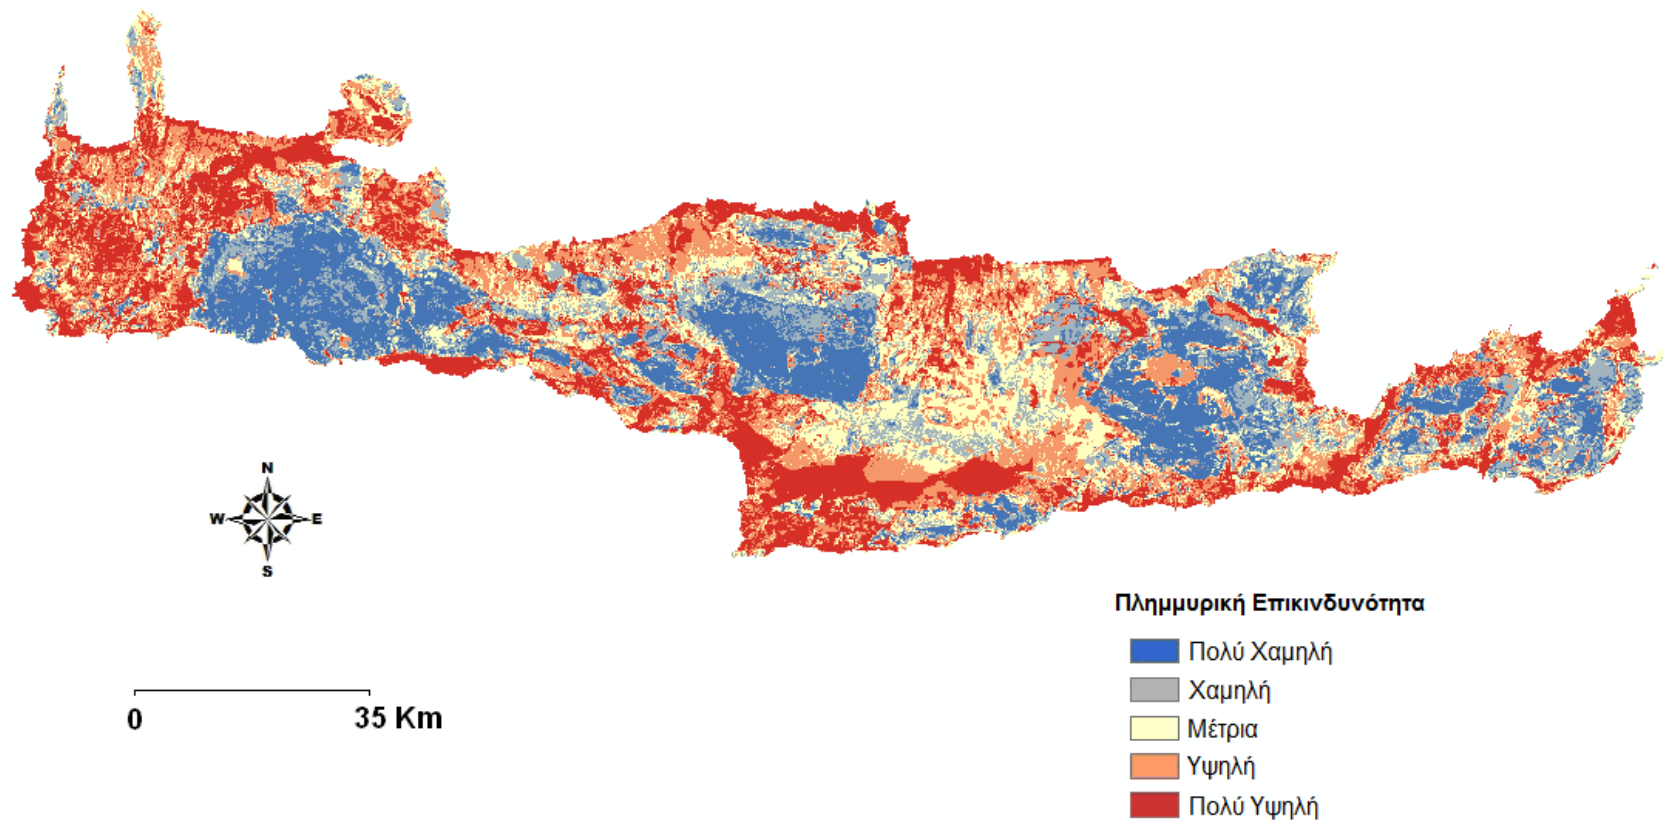 N
W E
S
Πλημμυρική Επικινδυνότητα
Πολύ Χαμηλή
Χαμηλή
Μέτρια
Υψηλή
Πολύ Υψηλή
0 35 Km